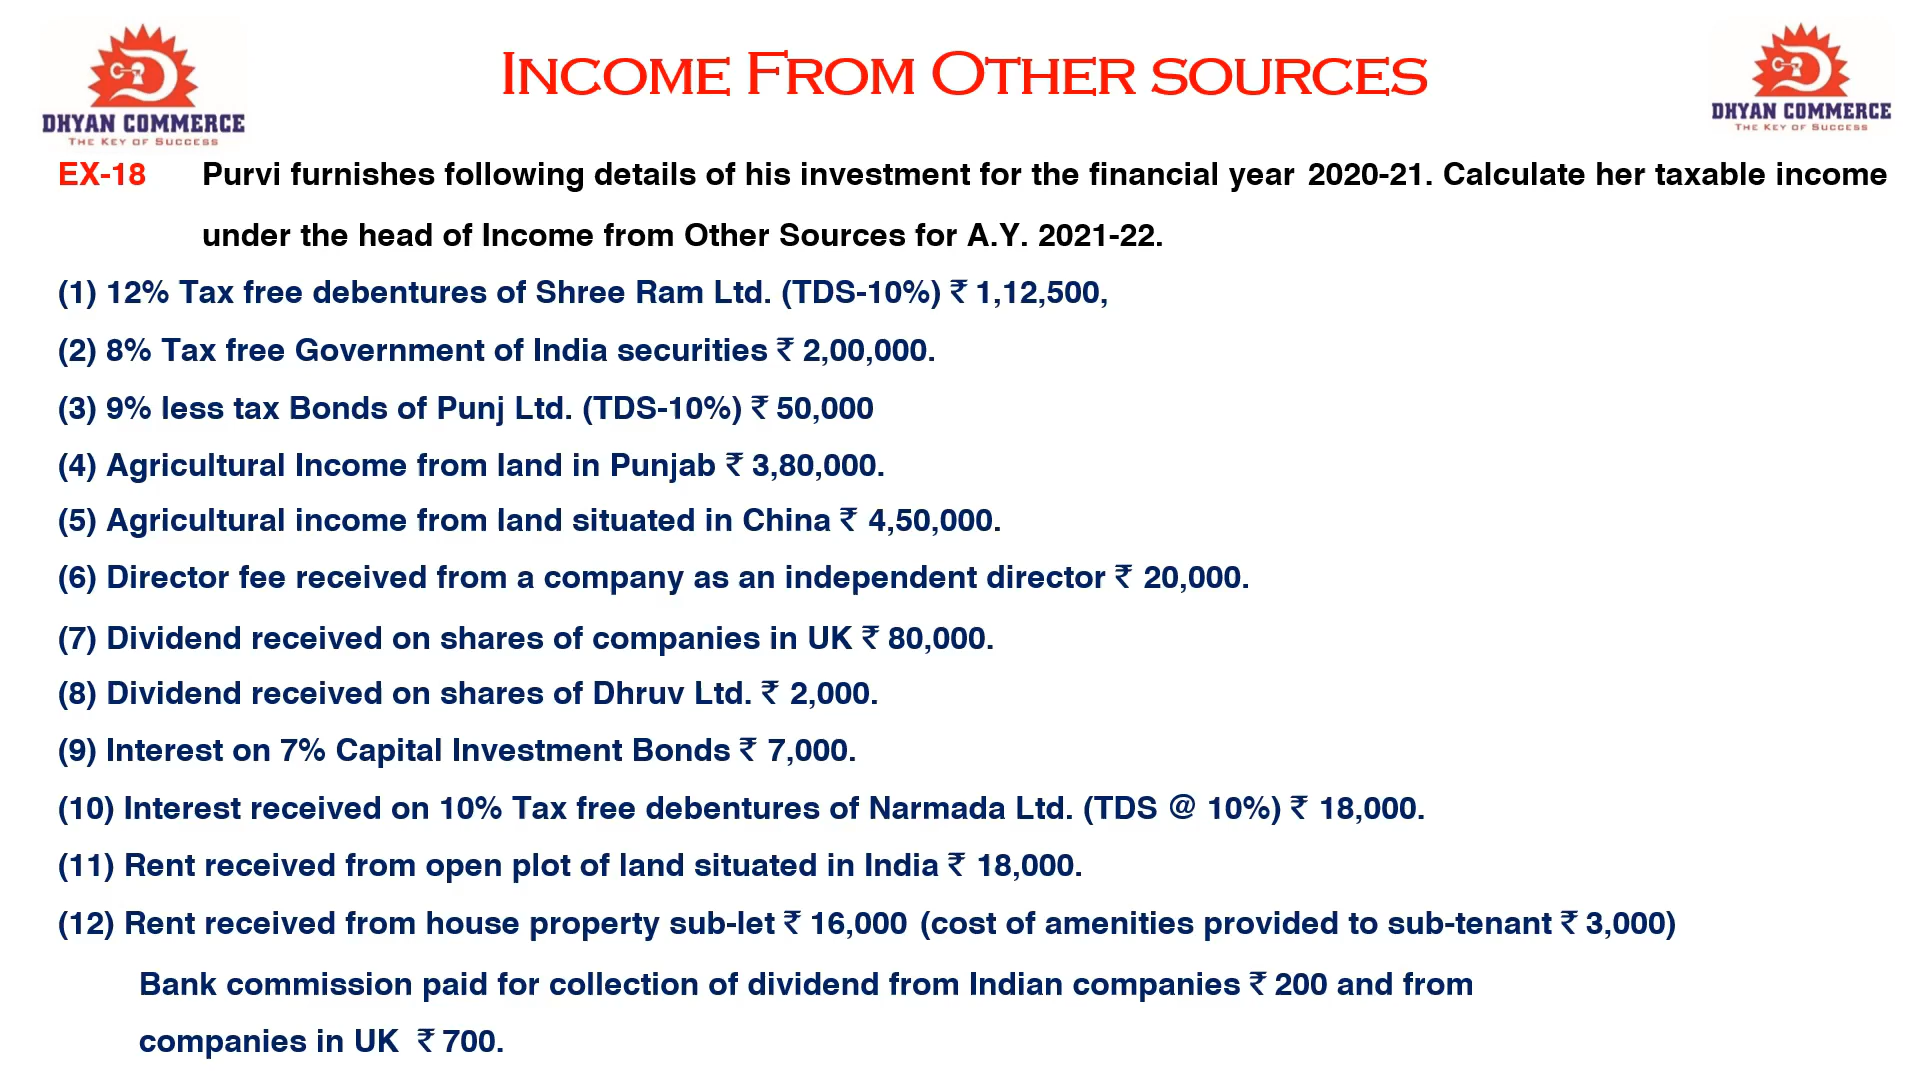 DHYAN COMMERCE
THE KEY OF SUCCESS
INCOME FROM OTHER SOURCES
DHYAN COMMERCE
THE KEY OF SUCCESS
EX-18 Purvi furnishes following details of his investment for the financial year 2020-21. Calculate her taxable income
under the head of Income from Other Sources for A.Y. 2021-22.
(1) 12% Tax free debentures of Shree Ram Ltd. (TDS-10%) ₹ 1,12,500,
(2) 8% Tax free Government of India securities ₹ 2,00,000.
(3) 9% less tax Bonds of Punj Ltd. (TDS-10%) ₹ 50,000
(4) Agricultural Income from land in Punjab ₹ 3,80,000.
(5) Agricultural income from land situated in China ₹ 4,50,000.
(6) Director fee received from a company as an independent director ₹ 20,000.
(7) Dividend received on shares of companies in UK ₹ 80,000.
(8) Dividend received on shares of Dhruv Ltd. ₹ 2,000.
(9) Interest on 7% Capital Investment Bonds ₹ 7,000.
(10) Interest received on 10% Tax free debentures of Narmada Ltd. (TDS @ 10%) ₹ 18,000.
(11) Rent received from open plot of land situated in India ₹ 18,000.
(12) Rent received from house property sub-let ₹ 16,000 (cost of amenities provided to sub-tenant ₹ 3,000)
Bank commission paid for collection of dividend from Indian companies ₹ 200 and from
companies in UK ₹ 700.